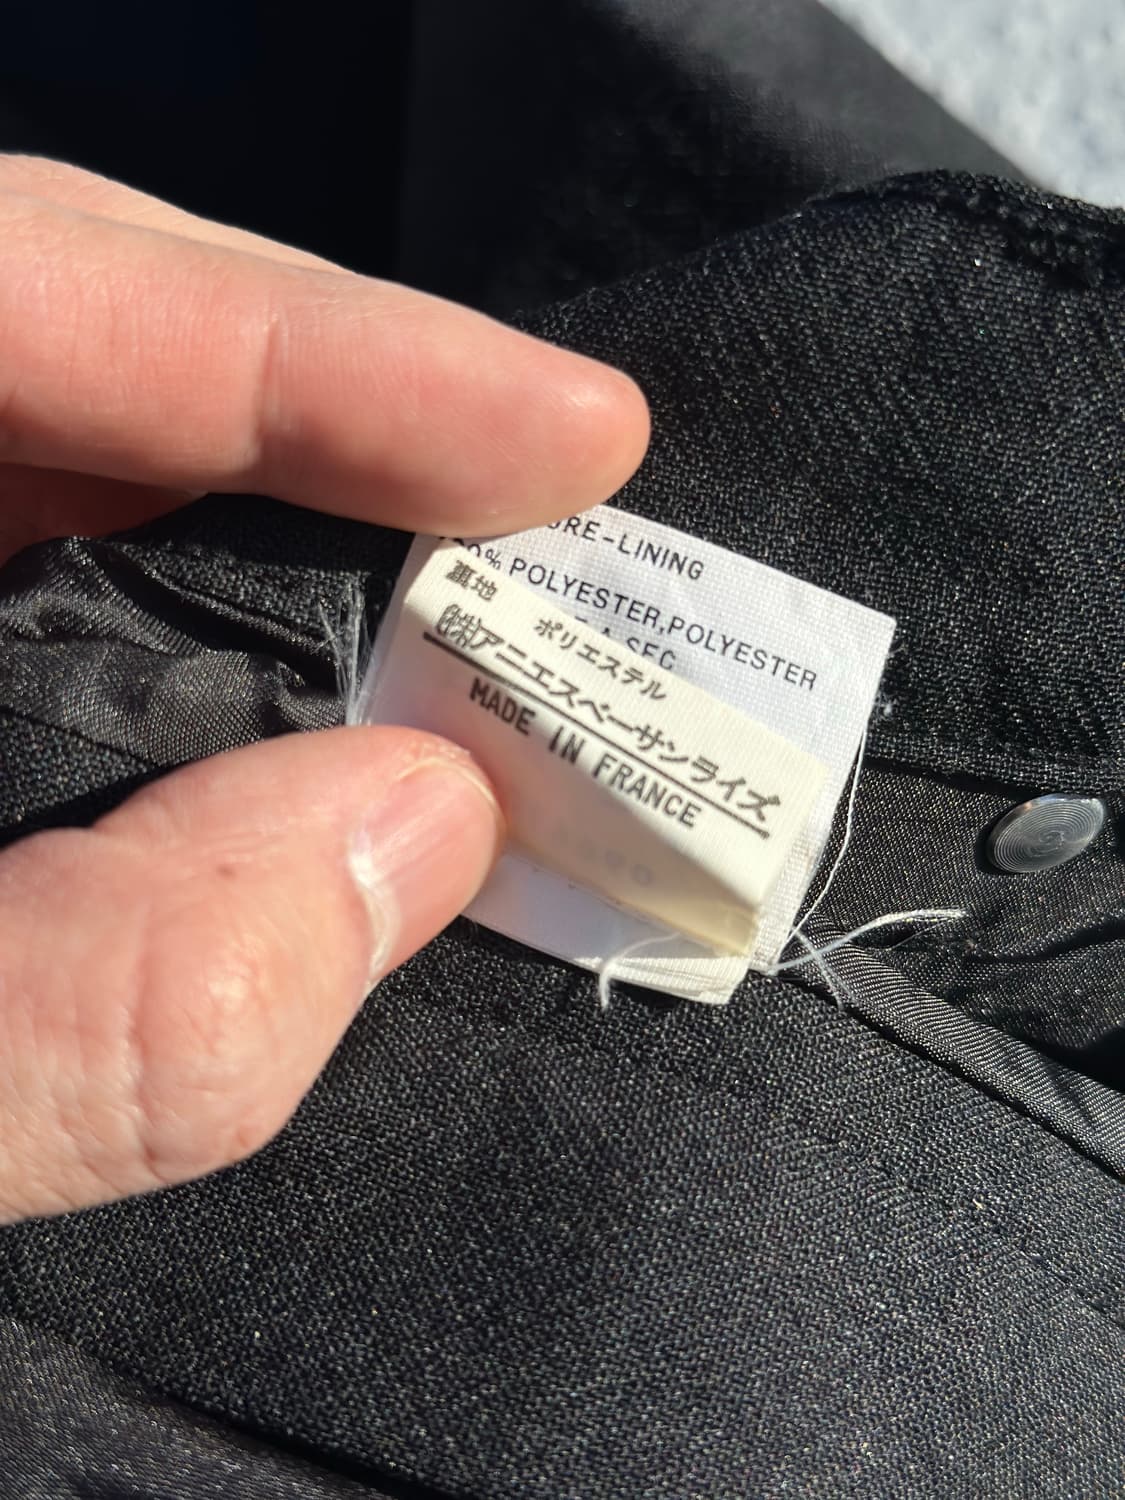 URE-LINING
00% POLYESTER,POLYESTER
SEC
裏地
ポリエステル
㈱アニエスベーサンライズ
MADE IN FRANCE